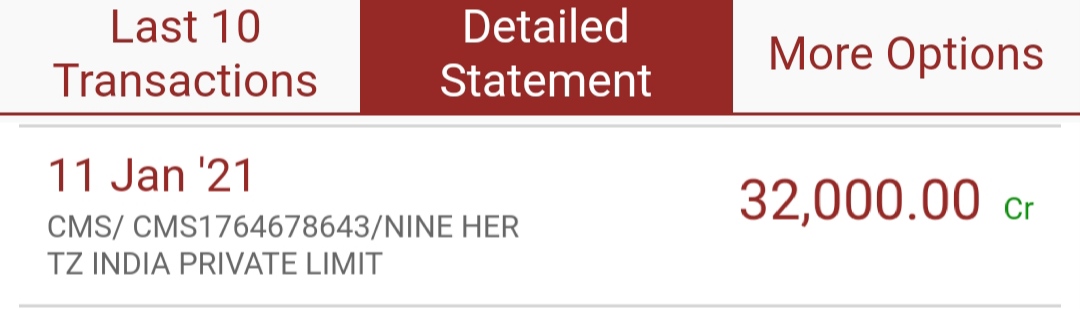 Last 10
Transactions
Detailed
Statement
More Options
11 Jan '21
32,000.00 Cr
CMS/ CMS1764678643/NINE HER
TZ INDIA PRIVATE LIMIT